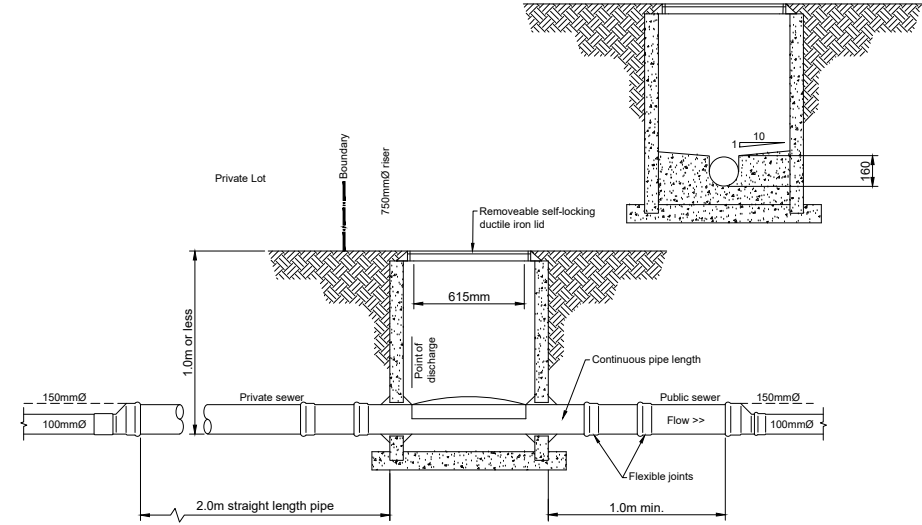 10
1
160
Private Lot
Boundary
750mmØ riser
Removeable self-locking
ductile iron lid
615mm
1.0m or less
Point of
discharge
Continuous pipe length
150mmØ
Private sewer
Public sewer
150mmØ
100mmØ
Flow >>
100mmØ
Flexible joints
2.0m straight length pipe
1.0m min.